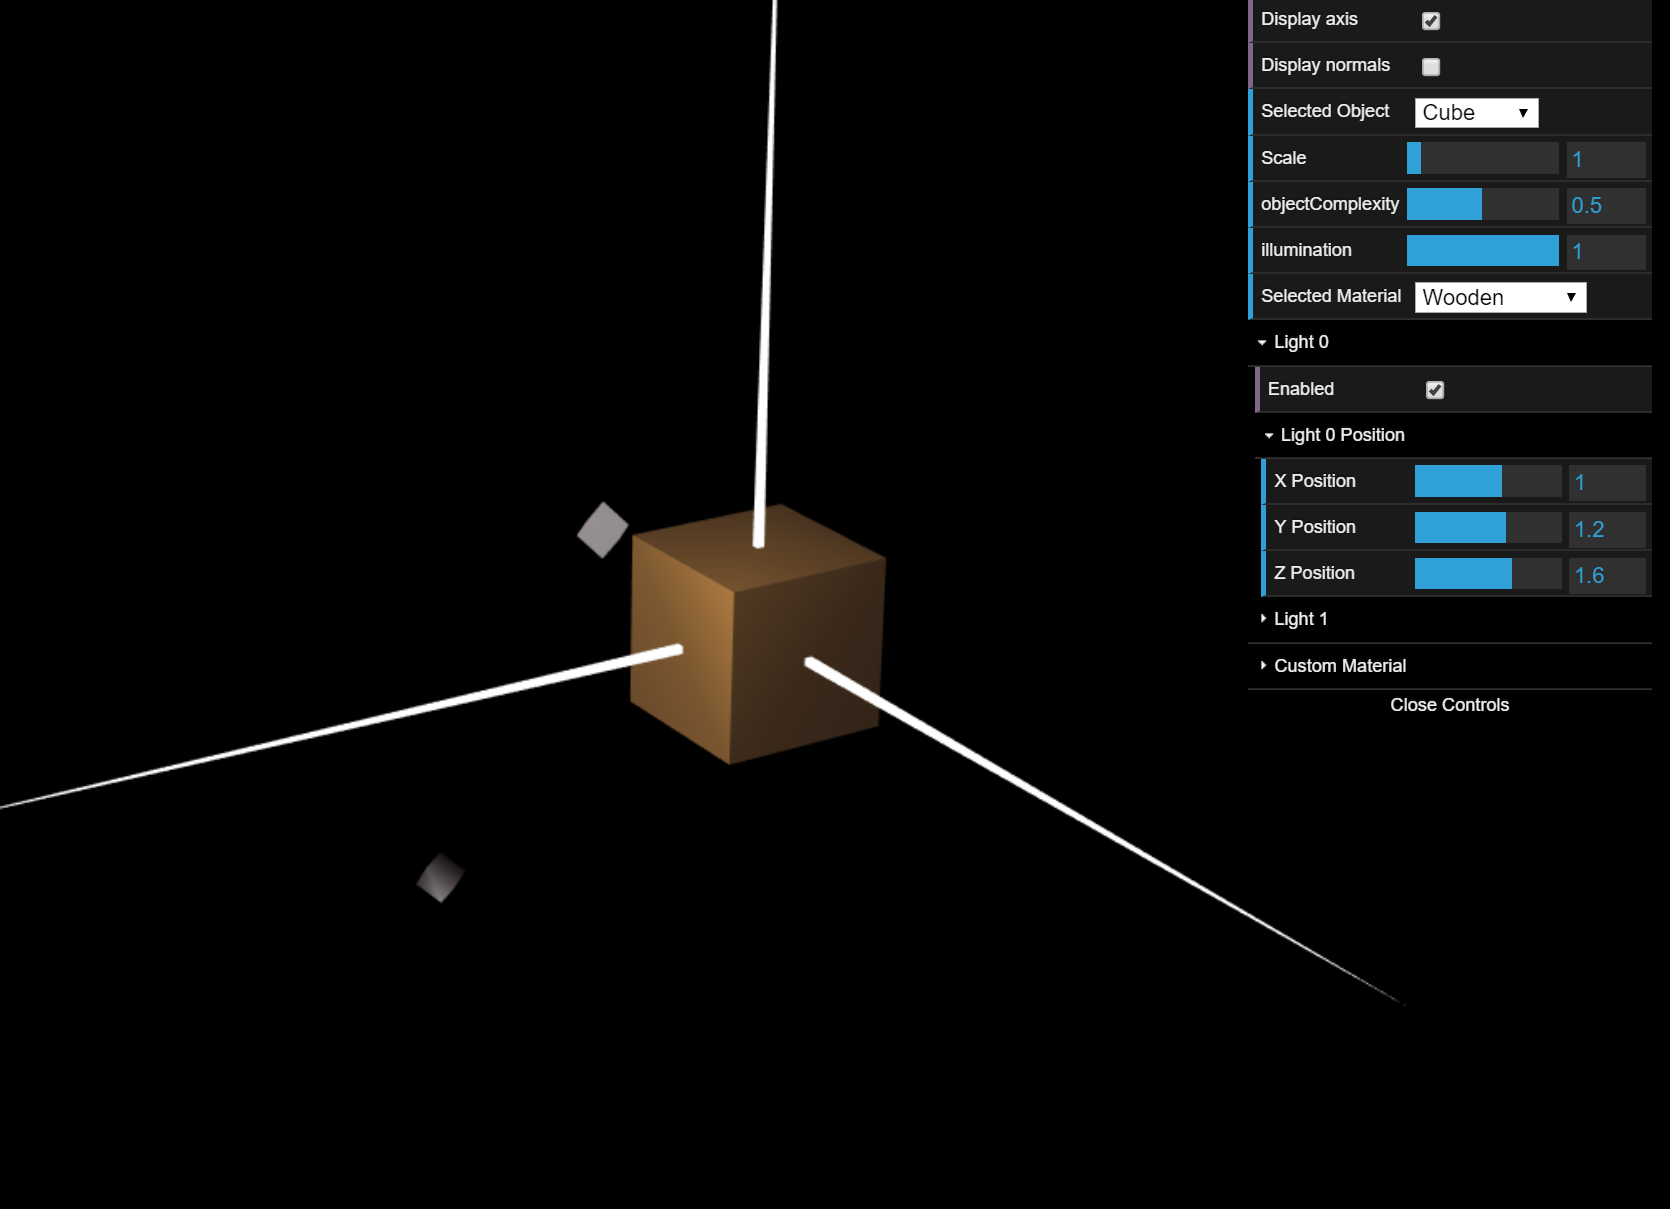 Display axis
Display normals
Selected Object Cube
Scale 1
objectComplexity 0.5
illumination 1
Selected Material Wooden
Light 0
Enabled
Light 0 Position
X Position 1
Y Position 1.2
Z Position 1.6
Light 1
Custom Material
Close Controls